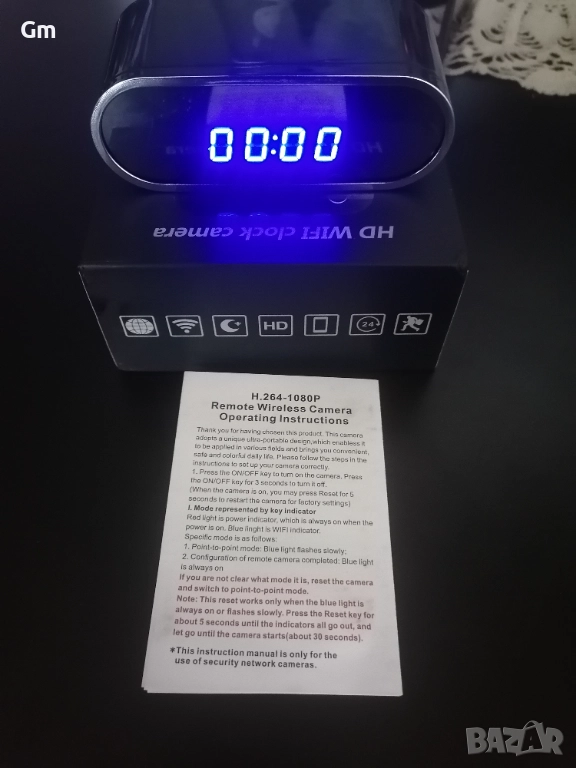 Gm
00:00
HD WIFI clock camera
HD
24
H.264-1080P
Remote Wireless Camera
Operating Instructions
Thank you for having chosen this product. This camera
adopts a unique ultra-portable design,which enables it
to be applied in various fields and brings you convenient,
safe and colorful daily life. Please follow the steps in the
instructions to set up your camera correctly.
1. Press the ON/OFF key to turn on the camera. Press
the ON/OFF key for 3 seconds to turn it off.
(When the camera is on, you may press Reset for 5
seconds to restart the camera for factory settings)
I. Mode represented by key indicator
Red light is power indicator, which is always on when the
power is on. Blue linght is WIFI indicator.
Specific mode is as follows:
1. Point-to-point mode: Blue light flashes slowly;
2. Configuration of remote camera completed: Blue light
is always on
If you are not clear what mode it is, reset the camera
and switch to point-to-point mode.
Note: This reset works only when the blue light is
always on or flashes slowly. Press the Reset key for
about 5 seconds until the indicators all go out, and
let go until the camera starts(about 30 seconds).
*This instruction manual is only for the
use of security network cameras.
BAZAR